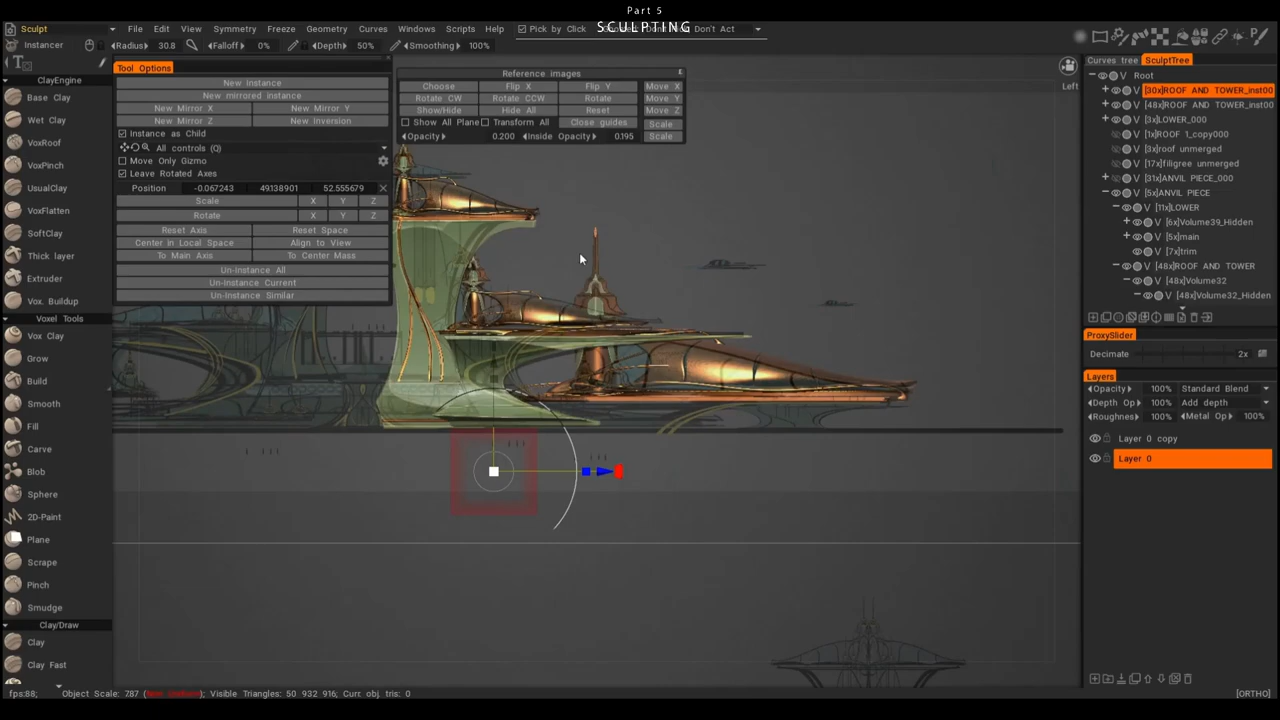 Part 5
SCULPTING
Sculpt File Edit View Symmetry Freeze Geometry Curves Windows Scripts Help Pick by Click Don't Act
Instancer Radius 30.8 Falloff 0% Depth 50% Smoothing 100%
ClayEngine
Base Clay
Wet Clay
VoxRoof
VoxPinch
UsualClay
VoxFlatten
SoftClay
Thick layer
Extruder
Vox. Buildup
Voxel Tools
Vox Clay
Grow
Build
Smooth
Fill
Carve
Blob
Sphere
2D-Paint
Plane
Scrape
Pinch
Smudge
Clay/Draw
Clay
Clay Fast
Tool Options
New Instance
New mirrored instance
New Mirror X New Mirror Y
New Mirror Z New Inversion
Instance as Child
All controls (Q)
Move Only Gizmo
Leave Rotated Axes
Position -0.067243 49.138901 52.555679
Scale X Y Z
Rotate X Y Z
Reset Axis Reset Space
Center in Local Space Align to View
To Main Axis To Center Mass
Un-Instance All
Un-Instance Current
Un-Instance Similar
Reference images
Choose Flip X Flip Y Move X
Rotate CW Rotate CCW Rotate Move Y
Show/Hide Hide All Reset Move Z
Show All Plane Transform All Close guides Scale
Opacity 0.200 Inside Opacity 0.195 Scale
Left
Curves tree SculptTree
V Root
V [30x]ROOF AND TOWER_inst00
V [48x]ROOF AND TOWER_inst00
V [3x]LOWER_000
V [1x]ROOF 1_copy000
V [3x]roof unmerged
V [17x]filigree unmerged
V [31x]ANVIL PIECE_000
V [5x]ANVIL PIECE
V [11x]LOWER
V [6x]Volume39_Hidden
V [5x]main
V [7x]trim
V [48x]ROOF AND TOWER
V [48x]Volume32
V [48x]Volume32_Hidden
ProxySlider
Decimate 2x
Layers
Opacity 100% Standard Blend
Depth Op 100% Add depth
Roughness 100% Metal Op 100%
Layer 0 copy
Layer 0
fps:88; Object Scale: 787 Visible Triangles: 50 932 916; Curr. obj. tris: 0
[ORTHO]